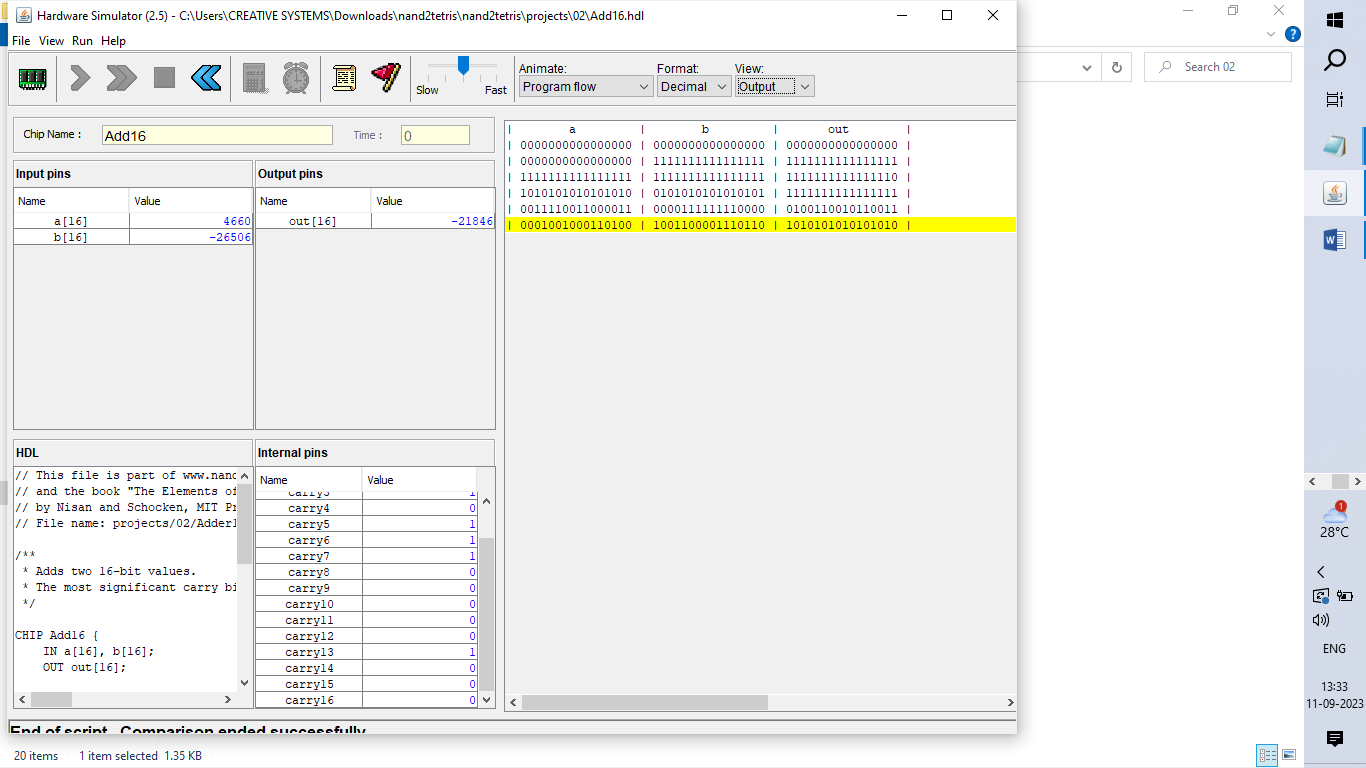 Hardware Simulator (2.5) - C:\Users\CREATIVE SYSTEMS\Downloads\nand2tetris\nand2tetris\projects\02\Add16.hdl
File View Run Help
Slow Fast
Animate: Format: View:
Program flow Decimal Output
Search 02
Chip Name : Add16 Time : 0
Input pins
Name Value
a[16] 4660
b[16] -26506
Output pins
Name Value
out[16] -21846
| a | b | out |
| 0000000000000000 | 0000000000000000 | 0000000000000000 |
| 0000000000000000 | 1111111111111111 | 1111111111111111 |
| 1111111111111111 | 1111111111111111 | 1111111111111110 |
| 1010101010101010 | 0101010101010101 | 1111111111111111 |
| 0011110011000011 | 0000111111110000 | 0100110010110011 |
| 0001001000110100 | 1001100001110110 | 1010101010101010 |
HDL
// This file is part of www.nand
// and the book "The Elements of
// by Nisan and Schocken, MIT Pr
// File name: projects/02/Adder1
/**
* Adds two 16-bit values.
* The most significant carry bi
*/
CHIP Add16 {
IN a[16], b[16];
OUT out[16];
Internal pins
Name Value
carry3 1
carry4 0
carry5 1
carry6 1
carry7 1
carry8 0
carry9 0
carry10 0
carry11 0
carry12 0
carry13 1
carry14 0
carry15 0
carry16 0
End of script - Comparison ended successfully
20 items 1 item selected 1.35 KB
1
28°C
ENG
13:33
11-09-2023